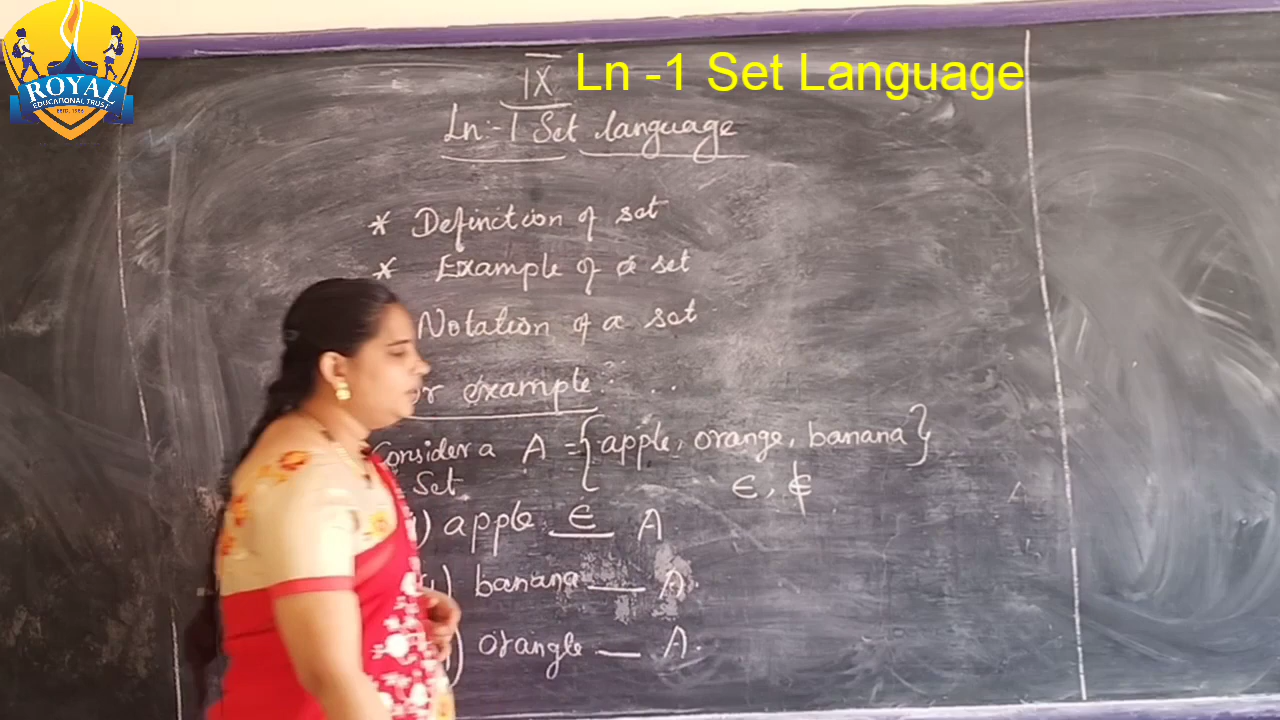 ROYAL
EDUCATIONAL TRUST
Ln -1 Set Language
IX
Ln:-1 Set language
* Definition of set
* Example of a set
Notation of a set
example:
Consider a A = {apple, orange, banana}
Set ∈, ∉
i) apple ∈ A
banana __ A.
orangle __ A.